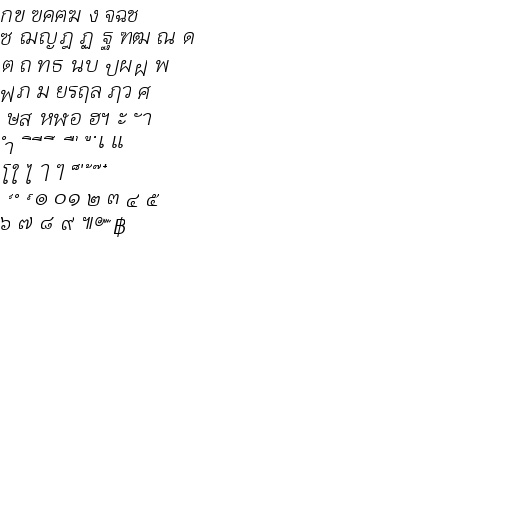 กข ฃคฅฆ ง จฉช
ซ ฌญฎ ฏ ฐ ฑฒ ณ ด
ต ถ ทธ นบ ปผฝ พ
ฟภ ม ยรฤล ฦว ศ
ษส หฬอ ฮฯ ะ ัา
ำ ิีึ ื ุ ู ฺเ แ
โใ ไ ๅ ๆ ็่ ้๊ ๋
์ ํ ๎๏ ๐๑ ๒ ๓ ๔ ๕
๖ ๗ ๘ ๙ ๚๛฿